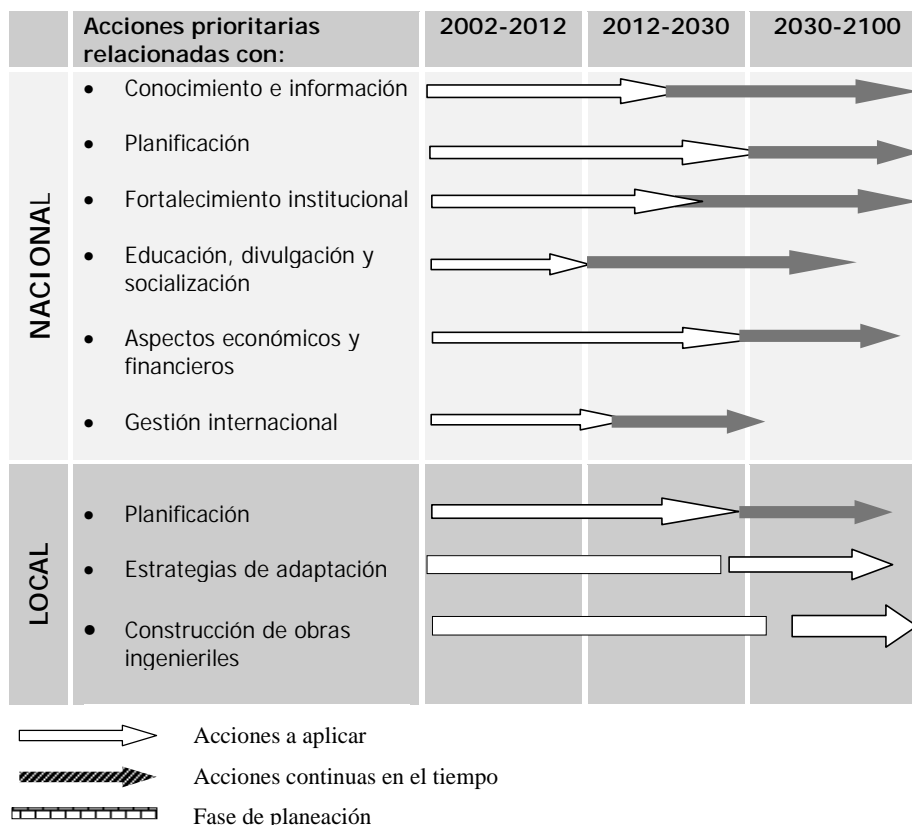 Acciones prioritarias relacionadas con:
2002-2012
2012-2030
2030-2100
NACIONAL
• Conocimiento e información
• Planificación
• Fortalecimiento institucional
• Educación, divulgación y
socialización
• Aspectos económicos y
financieros
• Gestión internacional
LOCAL
• Planificación
• Estrategias de adaptación
• Construcción de obras
ingenieriles
Acciones a aplicar
Acciones continuas en el tiempo
Fase de planeación